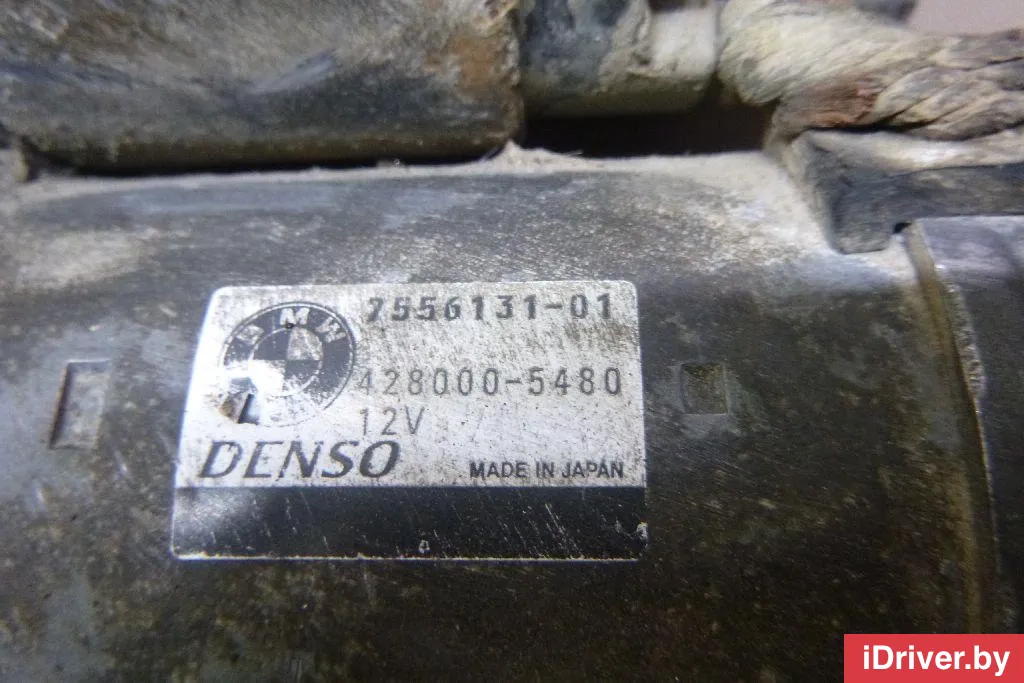 7556131-01
BMW
428000-5480
12V
DENSO
MADE IN JAPAN
iDriver.by